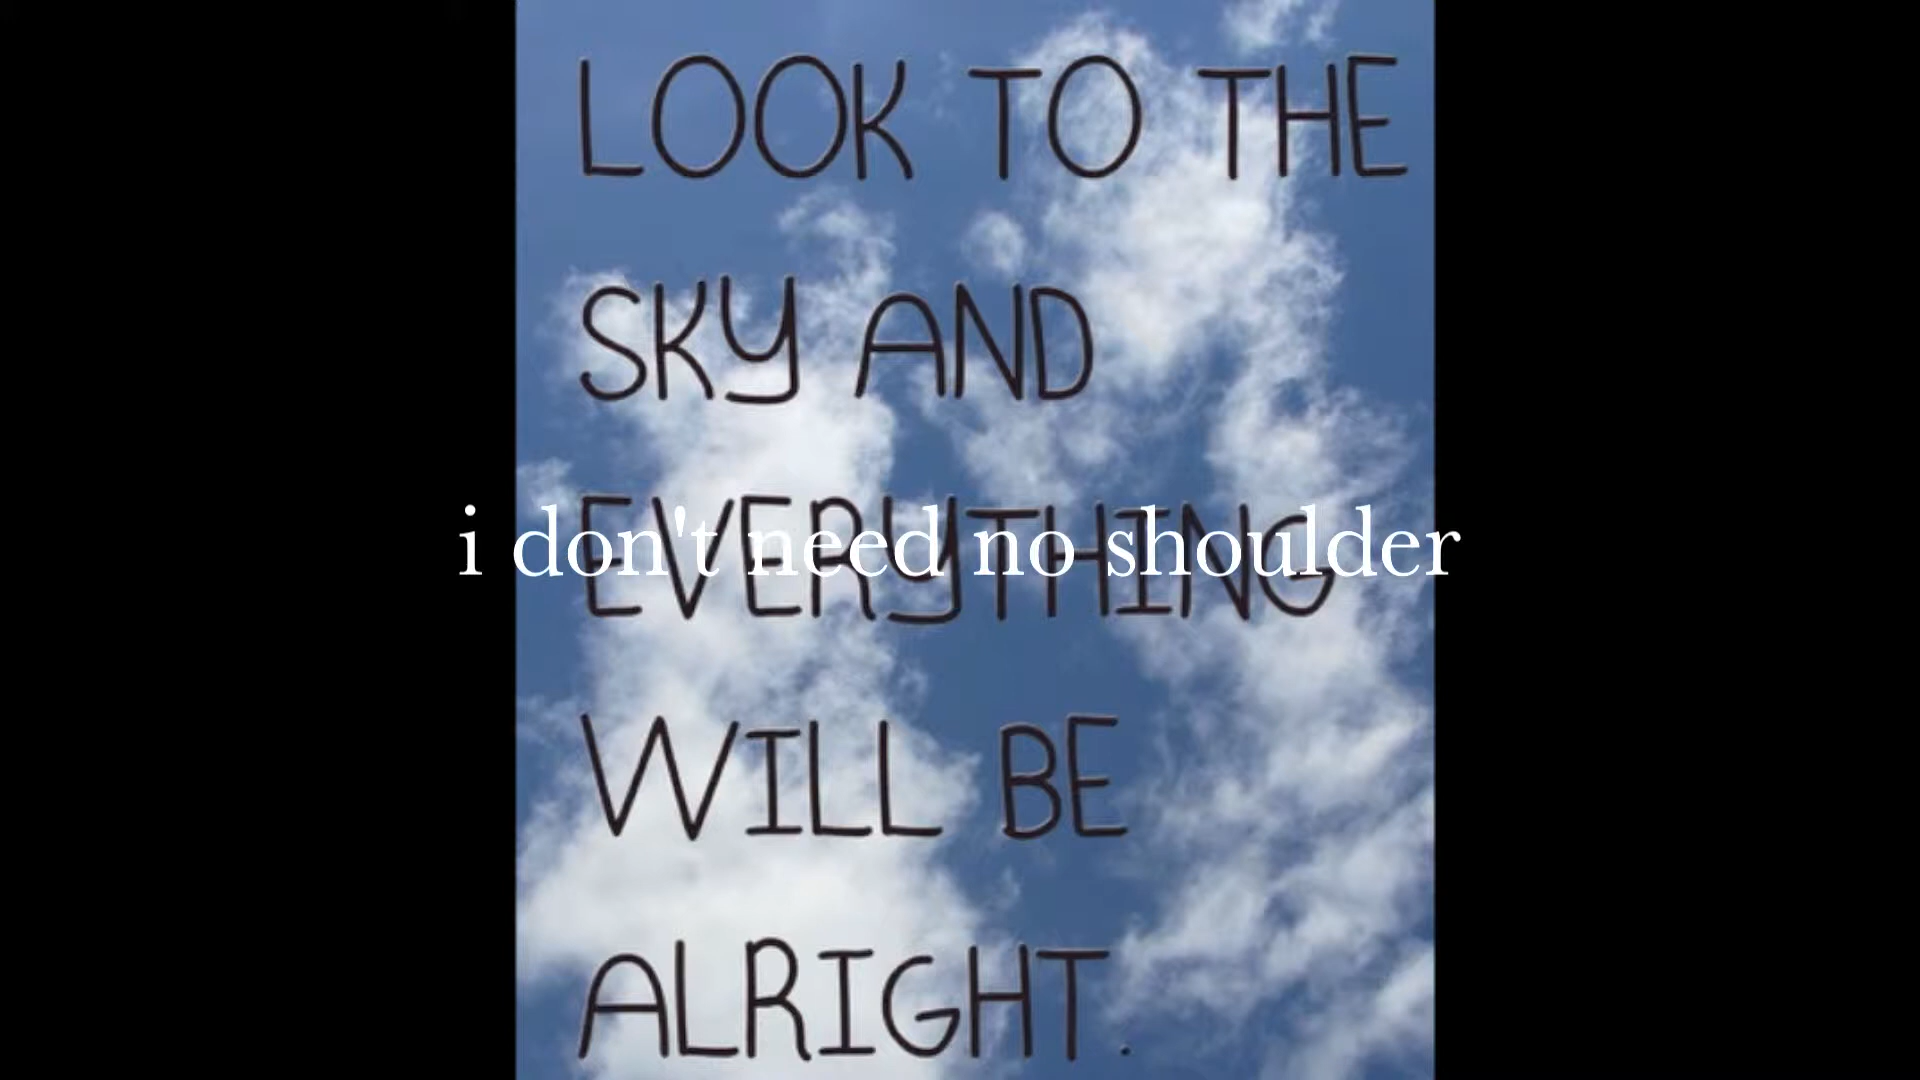 LOOK TO THE
SKY AND
EVERYTHING
i don't need no shoulder
WILL BE
ALRIGHT.